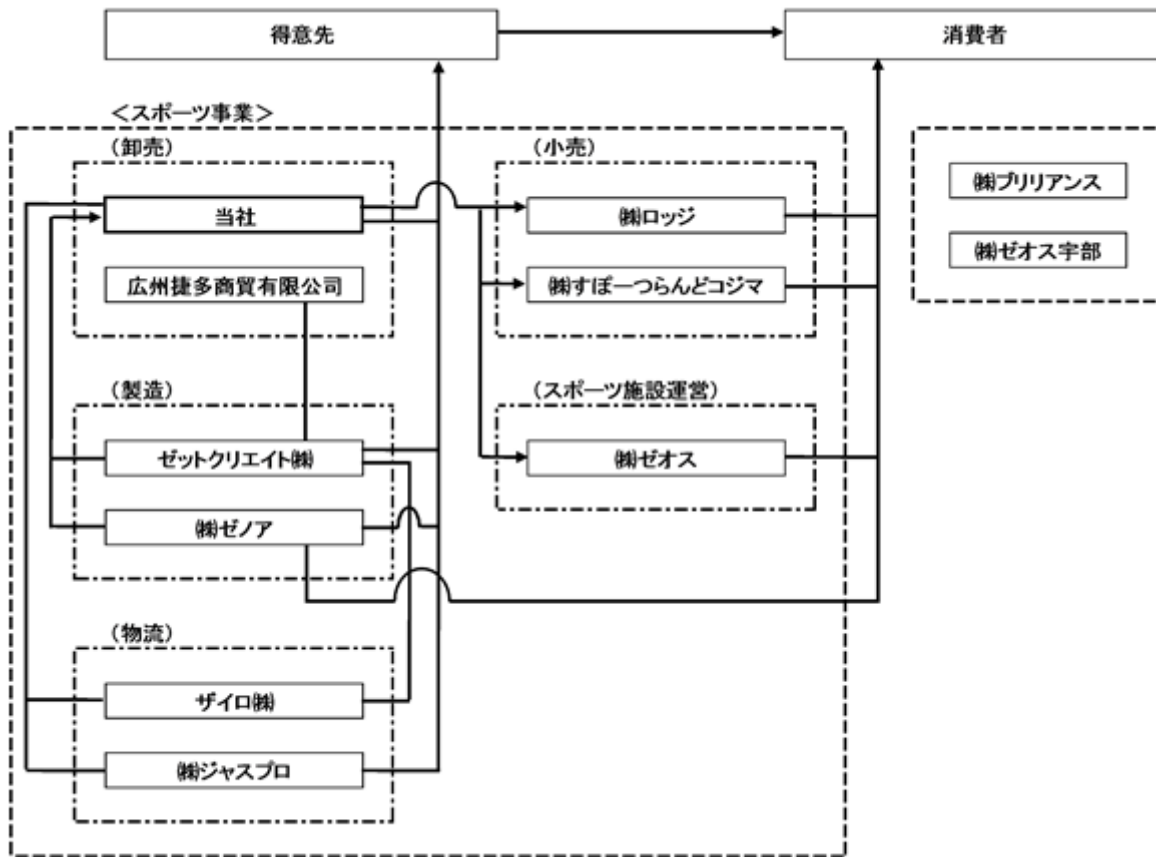 得意先
消費者
＜スポーツ事業＞
（卸売）
（小売）
当社
㈱ロッジ
㈱ブリリアンス
広州捷多商貿有限公司
㈱すぽーつらんどコジマ
㈱ゼオス宇部
（製造）
（スポーツ施設運営）
ゼットクリエイト㈱
㈱ゼオス
㈱ゼノア
（物流）
ザイロ㈱
㈱ジャスプロ